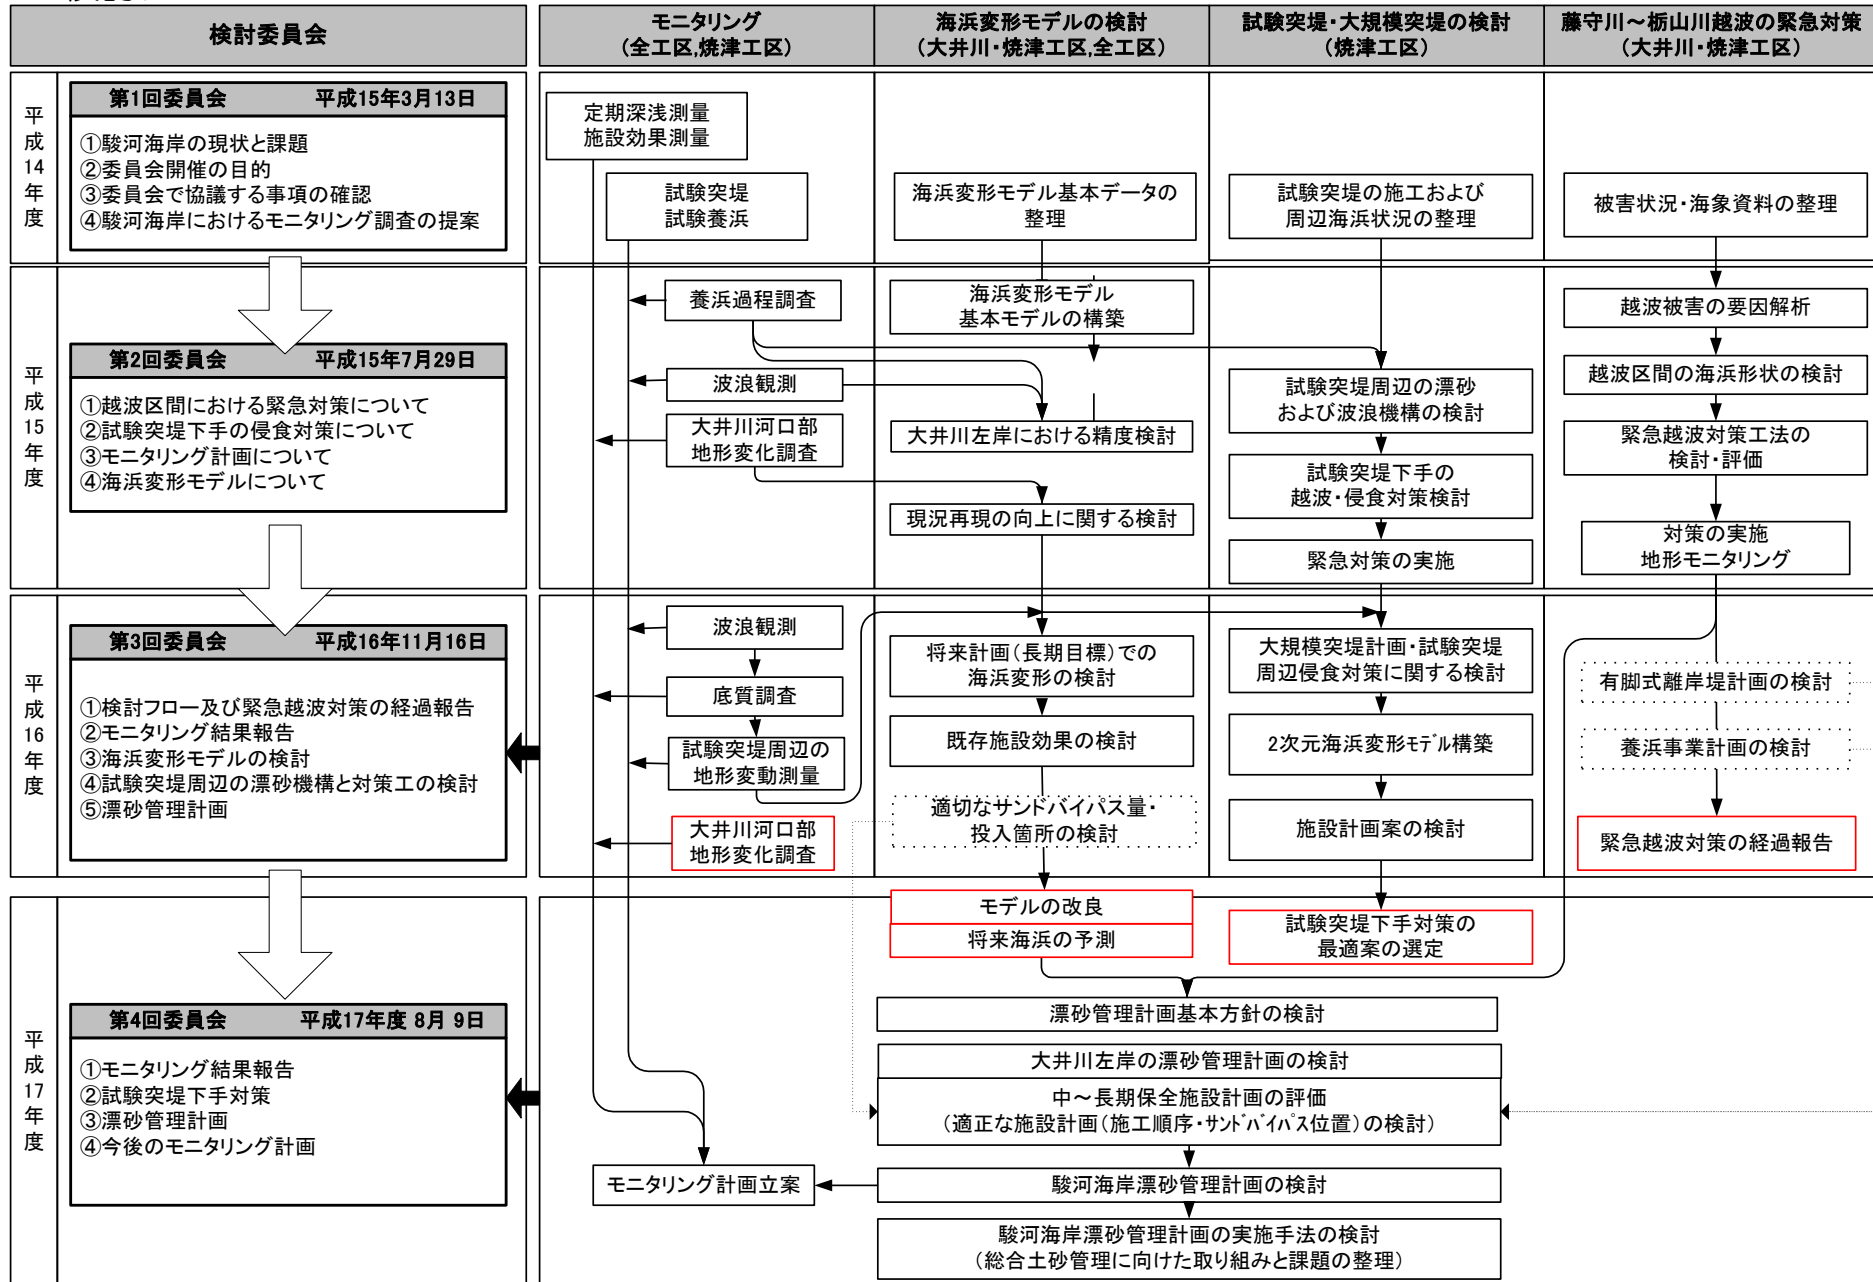 検討委員会
モニタリング
(全工区,焼津工区)
海浜変形モデルの検討
(大井川・焼津工区,全工区)
試験突堤・大規模突堤の検討
(焼津工区)
藤守川～栃山川越波の緊急対策
(大井川・焼津工区)
平成14年度
第1回委員会 平成15年3月13日
①駿河海岸の現状と課題
②委員会開催の目的
③委員会で協議する事項の確認
④駿河海岸におけるモニタリング調査の提案
定期深浅測量
施設効果測量
試験突堤
試験養浜
海浜変形モデル基本データの
整理
試験突堤の施工および
周辺海浜状況の整理
被害状況・海象資料の整理
平成15年度
第2回委員会 平成15年7月29日
①越波区間における緊急対策について
②試験突堤下手の侵食対策について
③モニタリング計画について
④海浜変形モデルについて
養浜過程調査
波浪観測
大井川河口部
地形変化調査
海浜変形モデル
基本モデルの構築
大井川左岸における精度検討
現況再現の向上に関する検討
試験突堤周辺の漂砂
および波浪機構の検討
試験突堤下手の
越波・侵食対策検討
緊急対策の実施
越波被害の要因解析
越波区間の海浜形状の検討
緊急越波対策工法の
検討・評価
対策の実施
地形モニタリング
平成16年度
第3回委員会 平成16年11月16日
①検討フロー及び緊急越波対策の経過報告
②モニタリング結果報告
③海浜変形モデルの検討
④試験突堤周辺の漂砂機構と対策工の検討
⑤漂砂管理計画
波浪観測
底質調査
試験突堤周辺の
地形変動測量
大井川河口部
地形変化調査
将来計画(長期目標)での
海浜変形の検討
既存施設効果の検討
適切なサンドバイパス量・
投入箇所の検討
大規模突堤計画・試験突堤
周辺侵食対策に関する検討
2次元海浜変形モデル構築
施設計画案の検討
有脚式離岸堤計画の検討
養浜事業計画の検討
緊急越波対策の経過報告
平成17年度
第4回委員会 平成17年度 8月 9日
①モニタリング結果報告
②試験突堤下手対策
③漂砂管理計画
④今後のモニタリング計画
モデルの改良
将来海浜の予測
試験突堤下手対策の
最適案の選定
漂砂管理計画基本方針の検討
大井川左岸の漂砂管理計画の検討
中～長期保全施設計画の評価
(適正な施設計画(施工順序・サンドバイパス位置)の検討)
モニタリング計画立案
駿河海岸漂砂管理計画の検討
駿河海岸漂砂管理計画の実施手法の検討
(総合土砂管理に向けた取り組みと課題の整理)